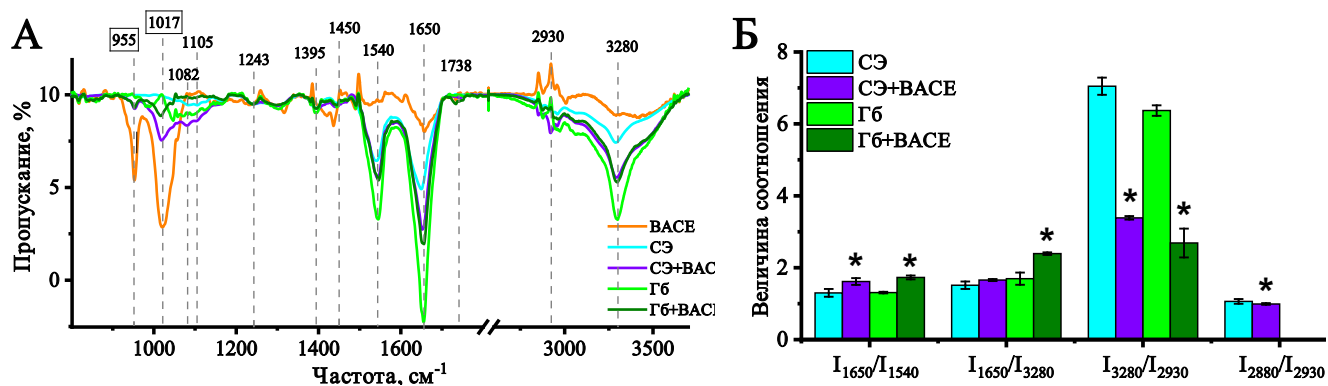 А
955
1017
1082
1105
1243
1395
1450
1540
1650
1738
2930
3280
Пропускание, %
10
5
0
BACE
СЭ
СЭ+BACE
Гб
Гб+BACE
1000 1200 1400 1600 3000 3500
Частота, см-1
Б
Величина соотношения
8
6
4
2
0
СЭ
СЭ+BACE
Гб
Гб+BACE
* * * * * *
I1650/I1540 I1650/I3280 I3280/I2930 I2880/I2930